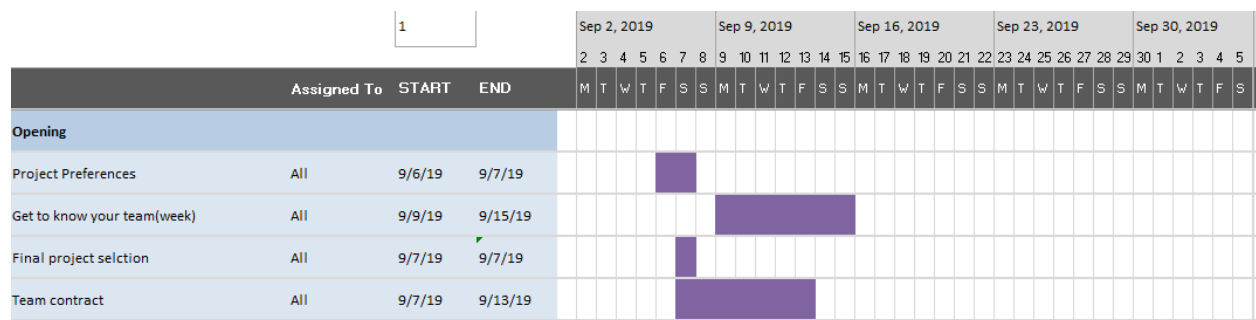 1 Sep 2, 2019 Sep 9, 2019 Sep 16, 2019 Sep 23, 2019 Sep 30, 2019
2 3 4 5 6 7 8 9 10 11 12 13 14 15 16 17 18 19 20 21 22 23 24 25 26 27 28 29 30 1 2 3 4 5
Assigned To START END M T W T F S S M T W T F S S M T W T F S S M T W T F S S M T W T F S
Opening
Project Preferences All 9/6/19 9/7/19
Get to know your team(week) All 9/9/19 9/15/19
Final project selction All 9/7/19 9/7/19
Team contract All 9/7/19 9/13/19